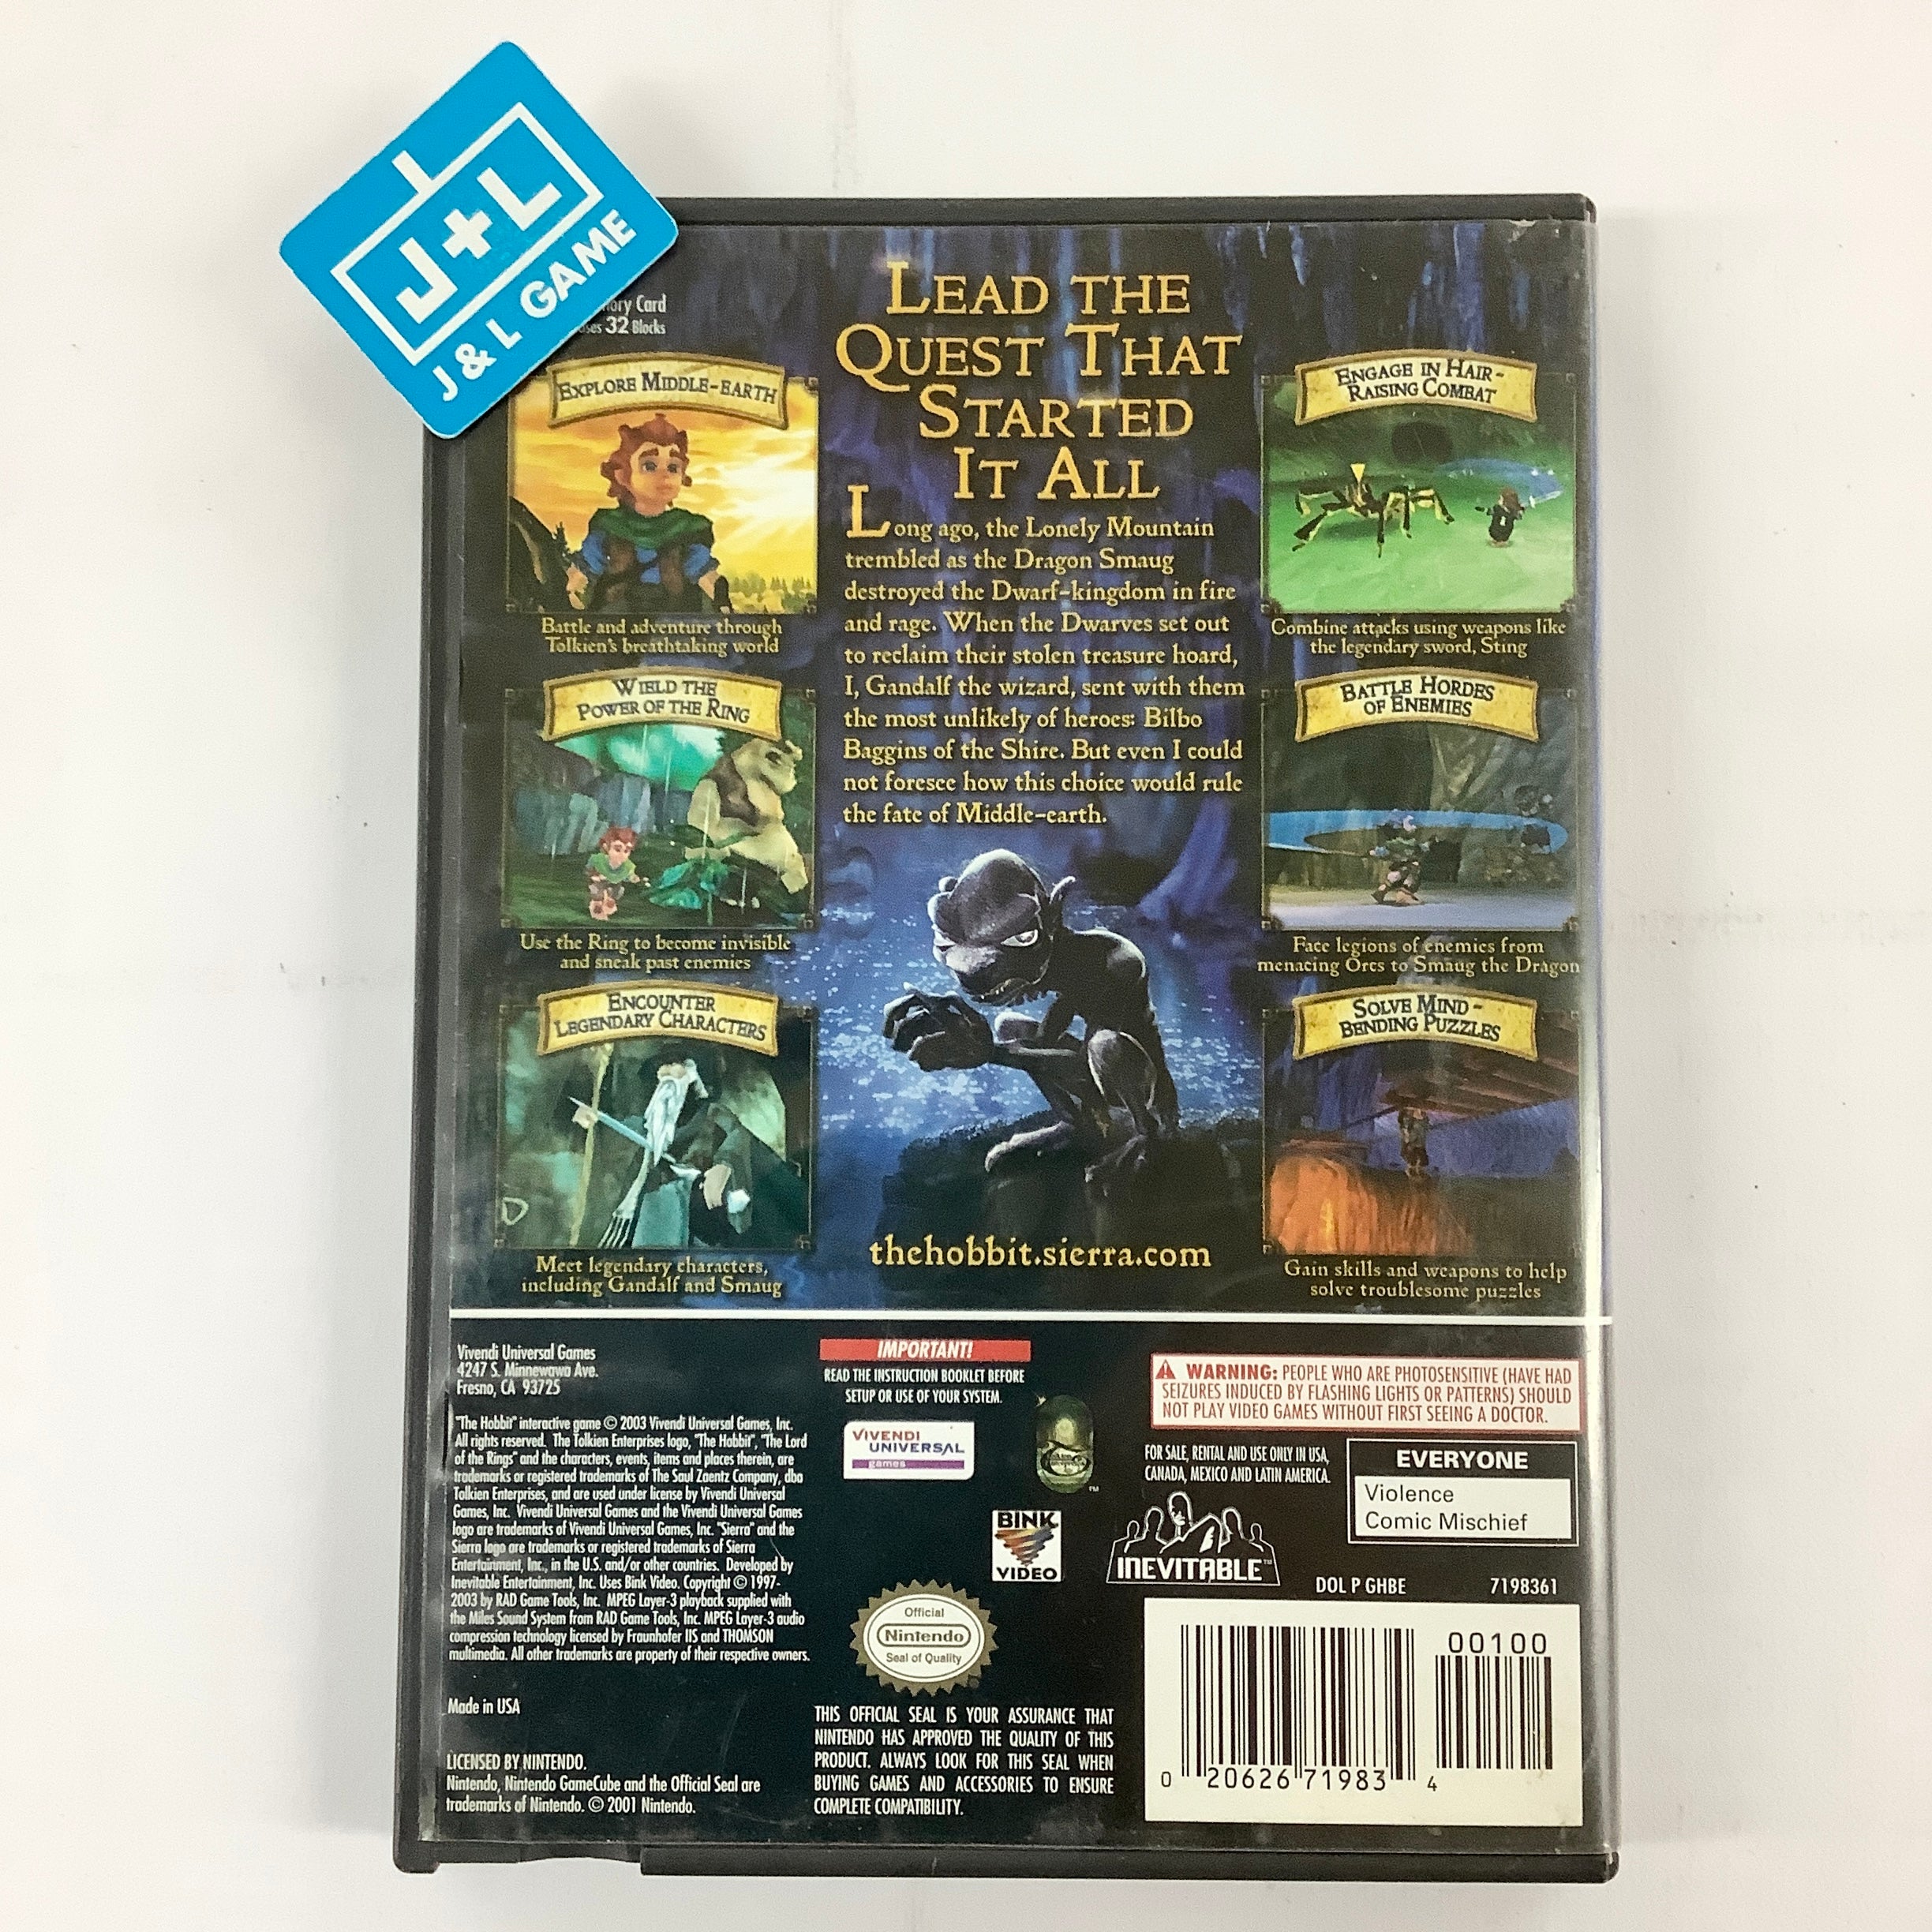 J+L
J & L GAME
Card
32 Blocks
LEAD THE
QUEST THAT
STARTED
IT ALL
Long ago, the Lonely Mountain
trembled as the Dragon Smaug
destroyed the Dwarf-kingdom in fire
and rage. When the Dwarves set out
to reclaim their stolen treasure hoard,
I, Gandalf the wizard, sent with them
the most unlikely of heroes: Bilbo
Baggins of the Shire. But even I could
not foresee how this choice would rule
the fate of Middle-earth.
EXPLORE MIDDLE-EARTH
Battle and adventure through
Tolkien's breathtaking world
WIELD THE
POWER OF THE RING
Use the Ring to become invisible
and sneak past enemies
ENCOUNTER
LEGENDARY CHARACTERS
Meet legendary characters,
including Gandalf and Smaug
ENGAGE IN HAIR-
RAISING COMBAT
Combine attacks using weapons like
the legendary sword, Sting
BATTLE HORDES
OF ENEMIES
Face legions of enemies from
menacing Orcs to Smaug the Dragon
SOLVE MIND-
BENDING PUZZLES
Gain skills and weapons to help
solve troublesome puzzles
thehobbit.sierra.com
Vivendi Universal Games
4247 S. Minnewawa Ave.
Fresno, CA 93725
"The Hobbit" interactive game © 2003 Vivendi Universal Games, Inc.
All rights reserved. The Tolkien Enterprises logo, "The Hobbit", "The Lord
of the Rings" and the characters, events, items and places therein, are
trademarks or registered trademarks of The Saul Zaentz Company, dba
Tolkien Enterprises, and are used under license by Vivendi Universal
Games, Inc. Vivendi Universal Games and the Vivendi Universal Games
logo are trademarks of Vivendi Universal Games, Inc. "Sierra" and the
Sierra logo are trademarks or registered trademarks of Sierra
Entertainment, Inc., in the U.S. and/or other countries. Developed by
Inevitable Entertainment, Inc. Uses Bink Video. Copyright © 1997-
2003 by RAD Game Tools, Inc. MPEG Layer-3 playback supplied with
the Miles Sound System from RAD Game Tools, Inc. MPEG Layer-3 audio
compression technology licensed by Fraunhofer IIS and THOMSON
multimedia. All other trademarks are property of their respective owners.
Made in USA
LICENSED BY NINTENDO.
Nintendo, Nintendo GameCube and the Official Seal are
trademarks of Nintendo. © 2001 Nintendo.
IMPORTANT!
READ THE INSTRUCTION BOOKLET BEFORE
SETUP OR USE OF YOUR SYSTEM.
VIVENDI
UNIVERSAL
games
TM
BINK
VIDEO
INEVITABLE™
Official
Nintendo
Seal of Quality
THIS OFFICIAL SEAL IS YOUR ASSURANCE THAT
NINTENDO HAS APPROVED THE QUALITY OF THIS
PRODUCT. ALWAYS LOOK FOR THIS SEAL WHEN
BUYING GAMES AND ACCESSORIES TO ENSURE
COMPLETE COMPATIBILITY.
WARNING: PEOPLE WHO ARE PHOTOSENSITIVE (HAVE HAD
SEIZURES INDUCED BY FLASHING LIGHTS OR PATTERNS) SHOULD
NOT PLAY VIDEO GAMES WITHOUT FIRST SEEING A DOCTOR.
FOR SALE, RENTAL AND USE ONLY IN USA,
CANADA, MEXICO AND LATIN AMERICA.
EVERYONE
Violence
Comic Mischief
DOL P GHBE 7198361
00100
0 20626 71983 4